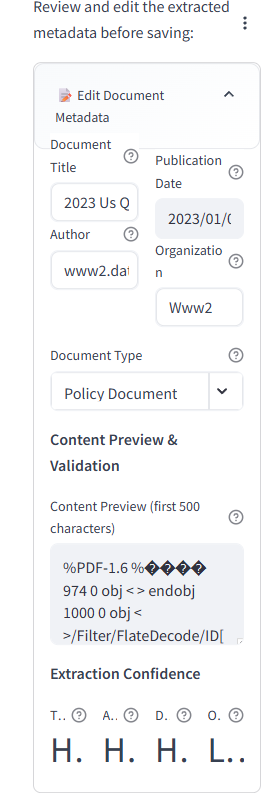 Review and edit the extracted
metadata before saving:
Edit Document
Metadata
Document
Title
2023 Us Q
Publication
Date
2023/01/
Author
www2.dat
Organizatio
n
Www2
Document Type
Policy Document
Content Preview &
Validation
Content Preview (first 500
characters)
%PDF-1.6 %����
974 0 obj < > endobj
1000 0 obj <
>/Filter/FlateDecode/ID[
Extraction Confidence
T..
A..
D.
O.
H.
H.
H.
L..